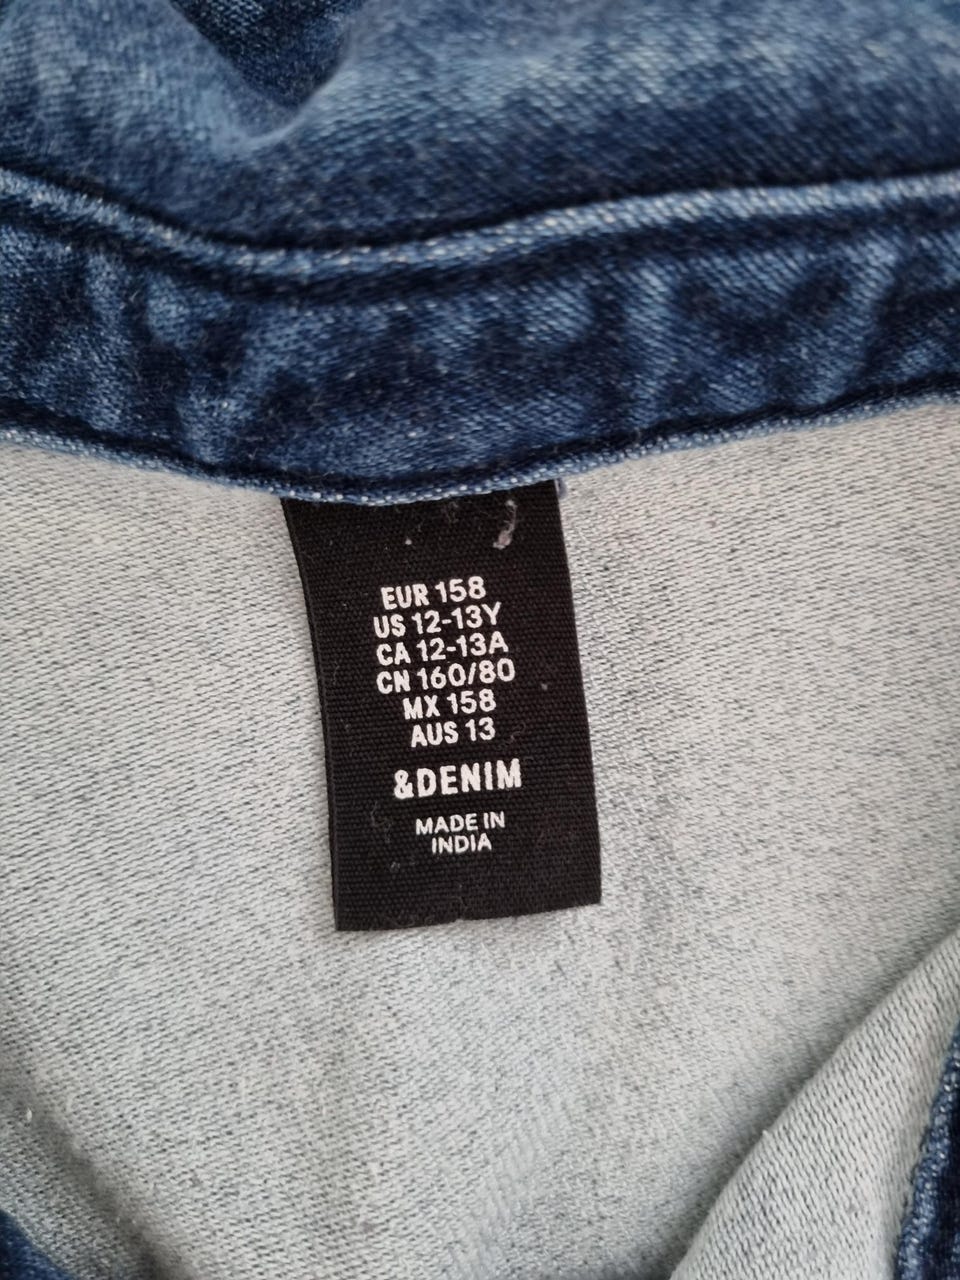 EUR 158
US 12-13Y
CA 12-13A
CN 160/80
MX 158
AUS 13
&DENIM
MADE IN
INDIA